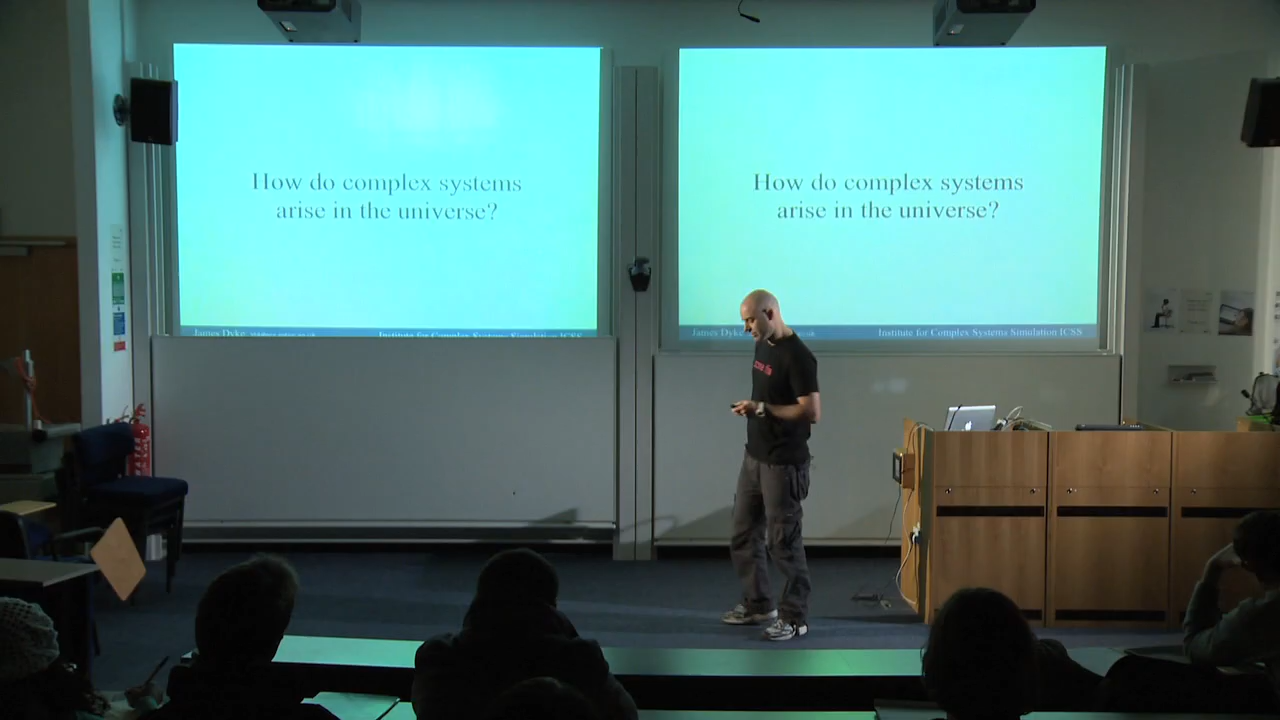 How do complex systems
arise in the universe?
James Dyke
Institute for Complex Systems Simulation ICSS
How do complex systems
arise in the universe?
James Dyke
Institute for Complex Systems Simulation ICSS